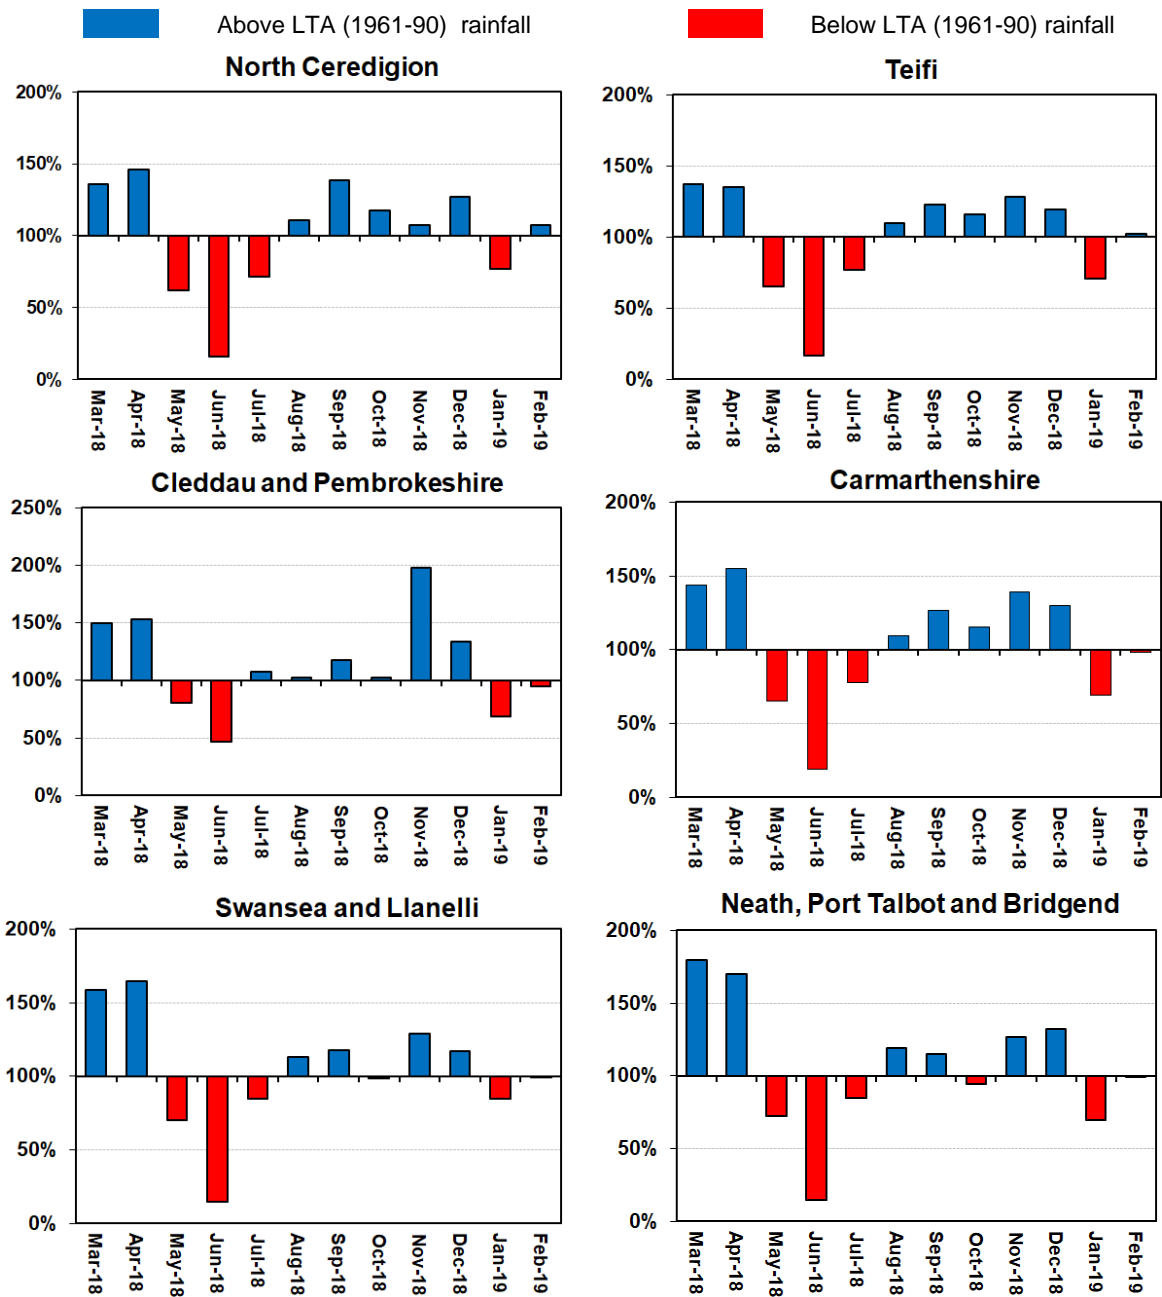 Above LTA (1961-90) rainfall
Below LTA (1961-90) rainfall
North Ceredigion
200%
150%
100%
50%
0%
Mar-18
Apr-18
May-18
Jun-18
Jul-18
Aug-18
Sep-18
Oct-18
Nov-18
Dec-18
Jan-19
Feb-19
Teifi
200%
150%
100%
50%
0%
Mar-18
Apr-18
May-18
Jun-18
Jul-18
Aug-18
Sep-18
Oct-18
Nov-18
Dec-18
Jan-19
Feb-19
Cleddau and Pembrokeshire
250%
200%
150%
100%
50%
0%
Mar-18
Apr-18
May-18
Jun-18
Jul-18
Aug-18
Sep-18
Oct-18
Nov-18
Dec-18
Jan-19
Feb-19
Carmarthenshire
200%
150%
100%
50%
0%
Mar-18
Apr-18
May-18
Jun-18
Jul-18
Aug-18
Sep-18
Oct-18
Nov-18
Dec-18
Jan-19
Feb-19
Swansea and Llanelli
200%
150%
100%
50%
0%
Mar-18
Apr-18
May-18
Jun-18
Jul-18
Aug-18
Sep-18
Oct-18
Nov-18
Dec-18
Jan-19
Feb-19
Neath, Port Talbot and Bridgend
200%
150%
100%
50%
0%
Mar-18
Apr-18
May-18
Jun-18
Jul-18
Aug-18
Sep-18
Oct-18
Nov-18
Dec-18
Jan-19
Feb-19